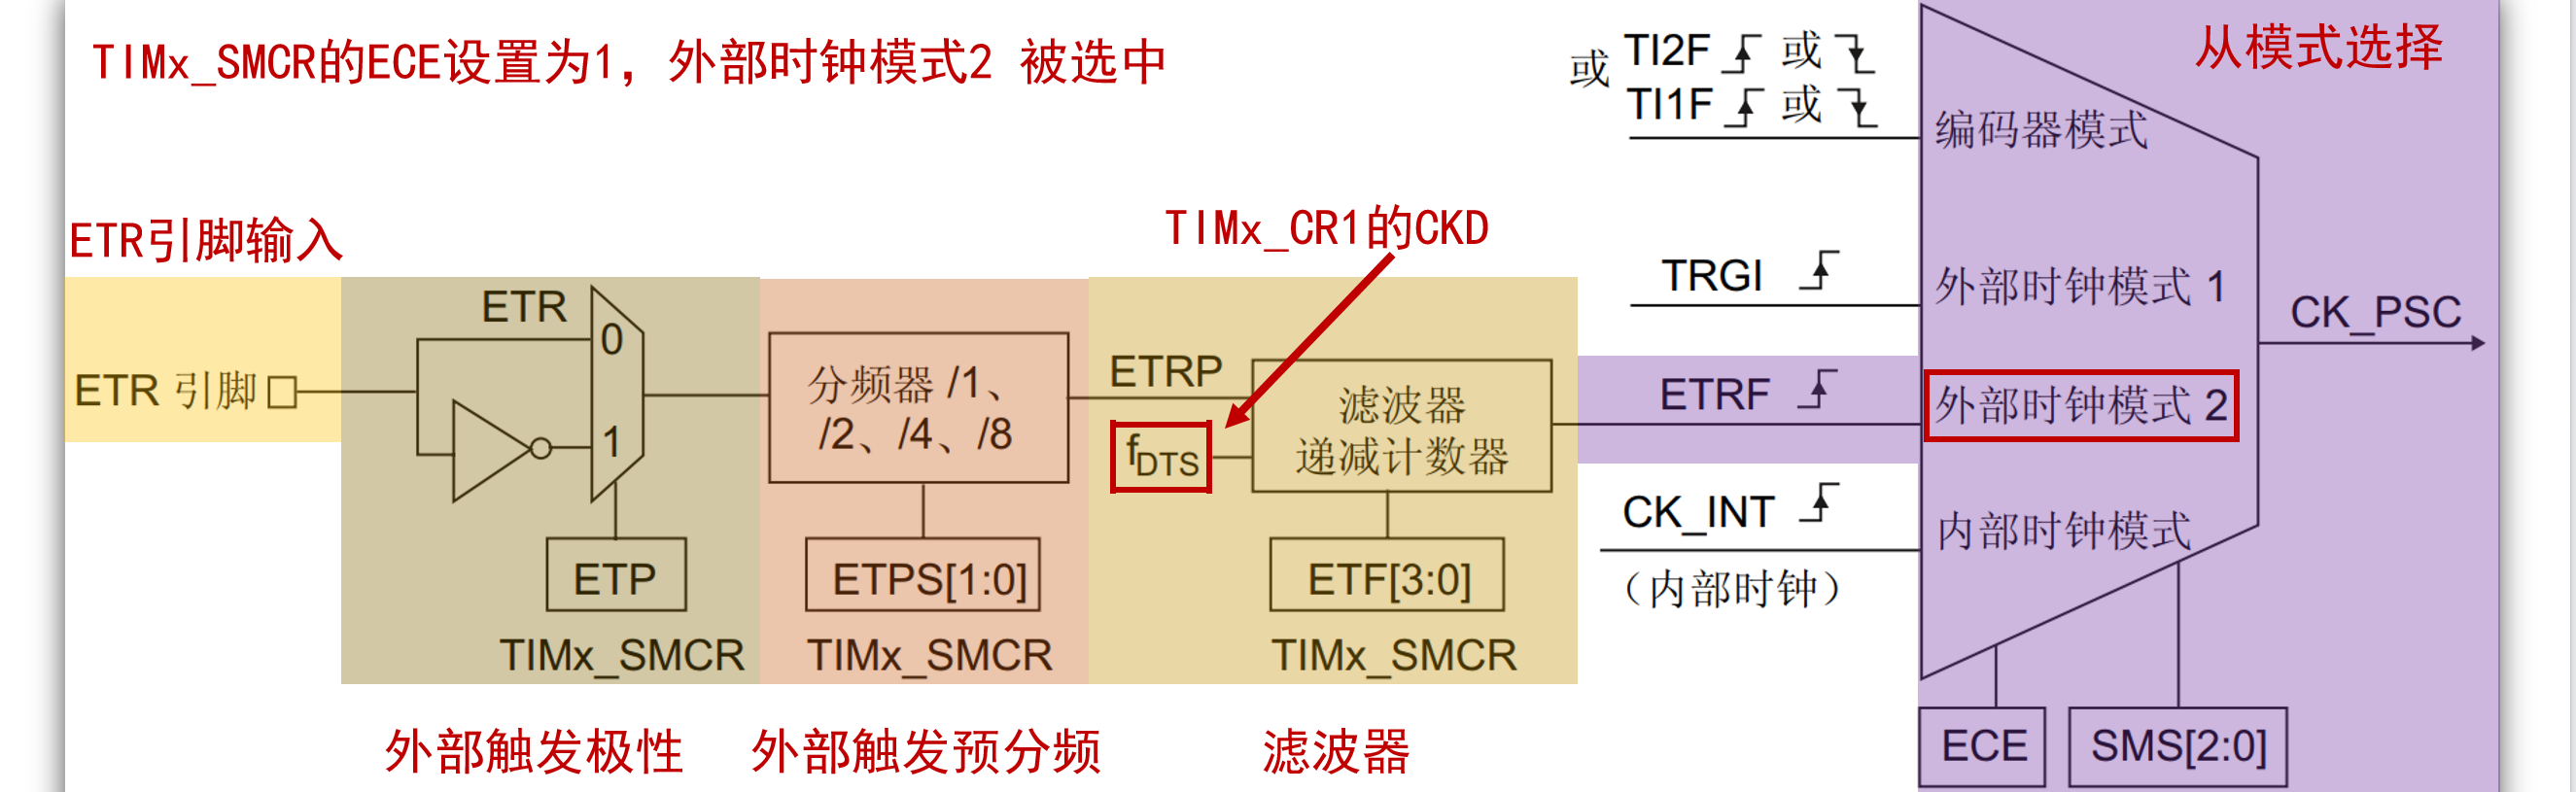 TIMx_SMCR的ECE设置为1，外部时钟模式2 被选中
从模式选择
或 TI2F 或
TI1F 或
编码器模式
TIMx_CR1的CKD
ETR引脚输入
TRGI
外部时钟模式 1
CK_PSC
ETR
0
ETR 引脚
1
分频器 /1、
/2、/4、/8
ETRP
fDTS
滤波器
递减计数器
ETRF
外部时钟模式 2
CK_INT
（内部时钟）
内部时钟模式
ETP
TIMx_SMCR
ETPS[1:0]
TIMx_SMCR
ETF[3:0]
TIMx_SMCR
ECE
SMS[2:0]
外部触发极性
外部触发预分频
滤波器